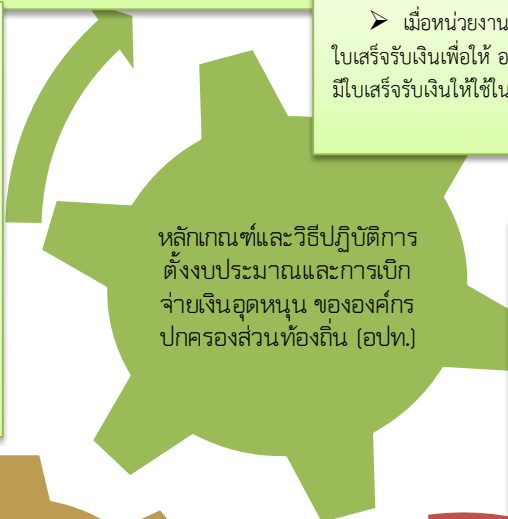 ➢ เมื่อหน่วยงาน
ใบเสร็จรับเงินเพื่อให้ อ
มีใบเสร็จรับเงินให้ใช้ใน
หลักเกณฑ์และวิธีปฏิบัติการ
ตั้งงบประมาณและการเบิก
จ่ายเงินอุดหนุน ขององค์กร
ปกครองส่วนท้องถิ่น (อปท.)